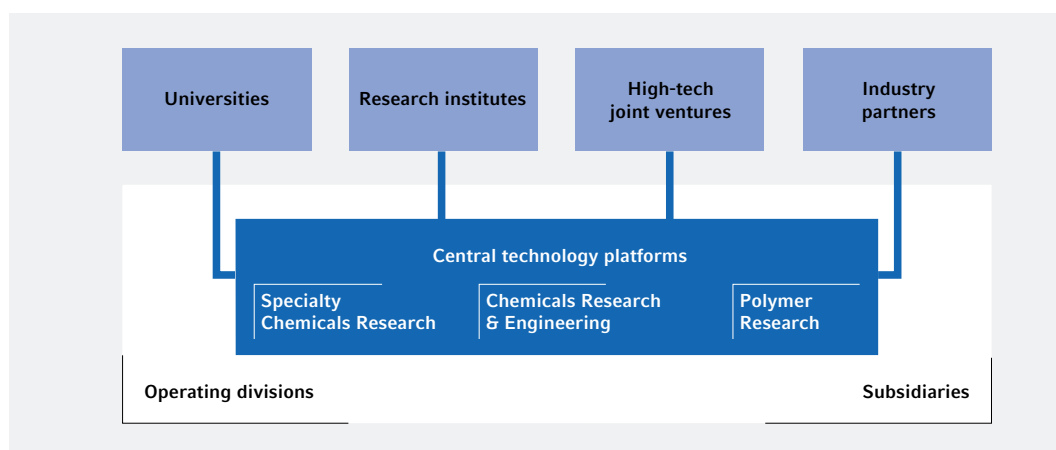 Universities
Research institutes
High-tech
joint ventures
Industry
partners
Central technology platforms
Specialty
Chemicals Research
Chemicals Research
& Engineering
Polymer
Research
Operating divisions
Subsidiaries